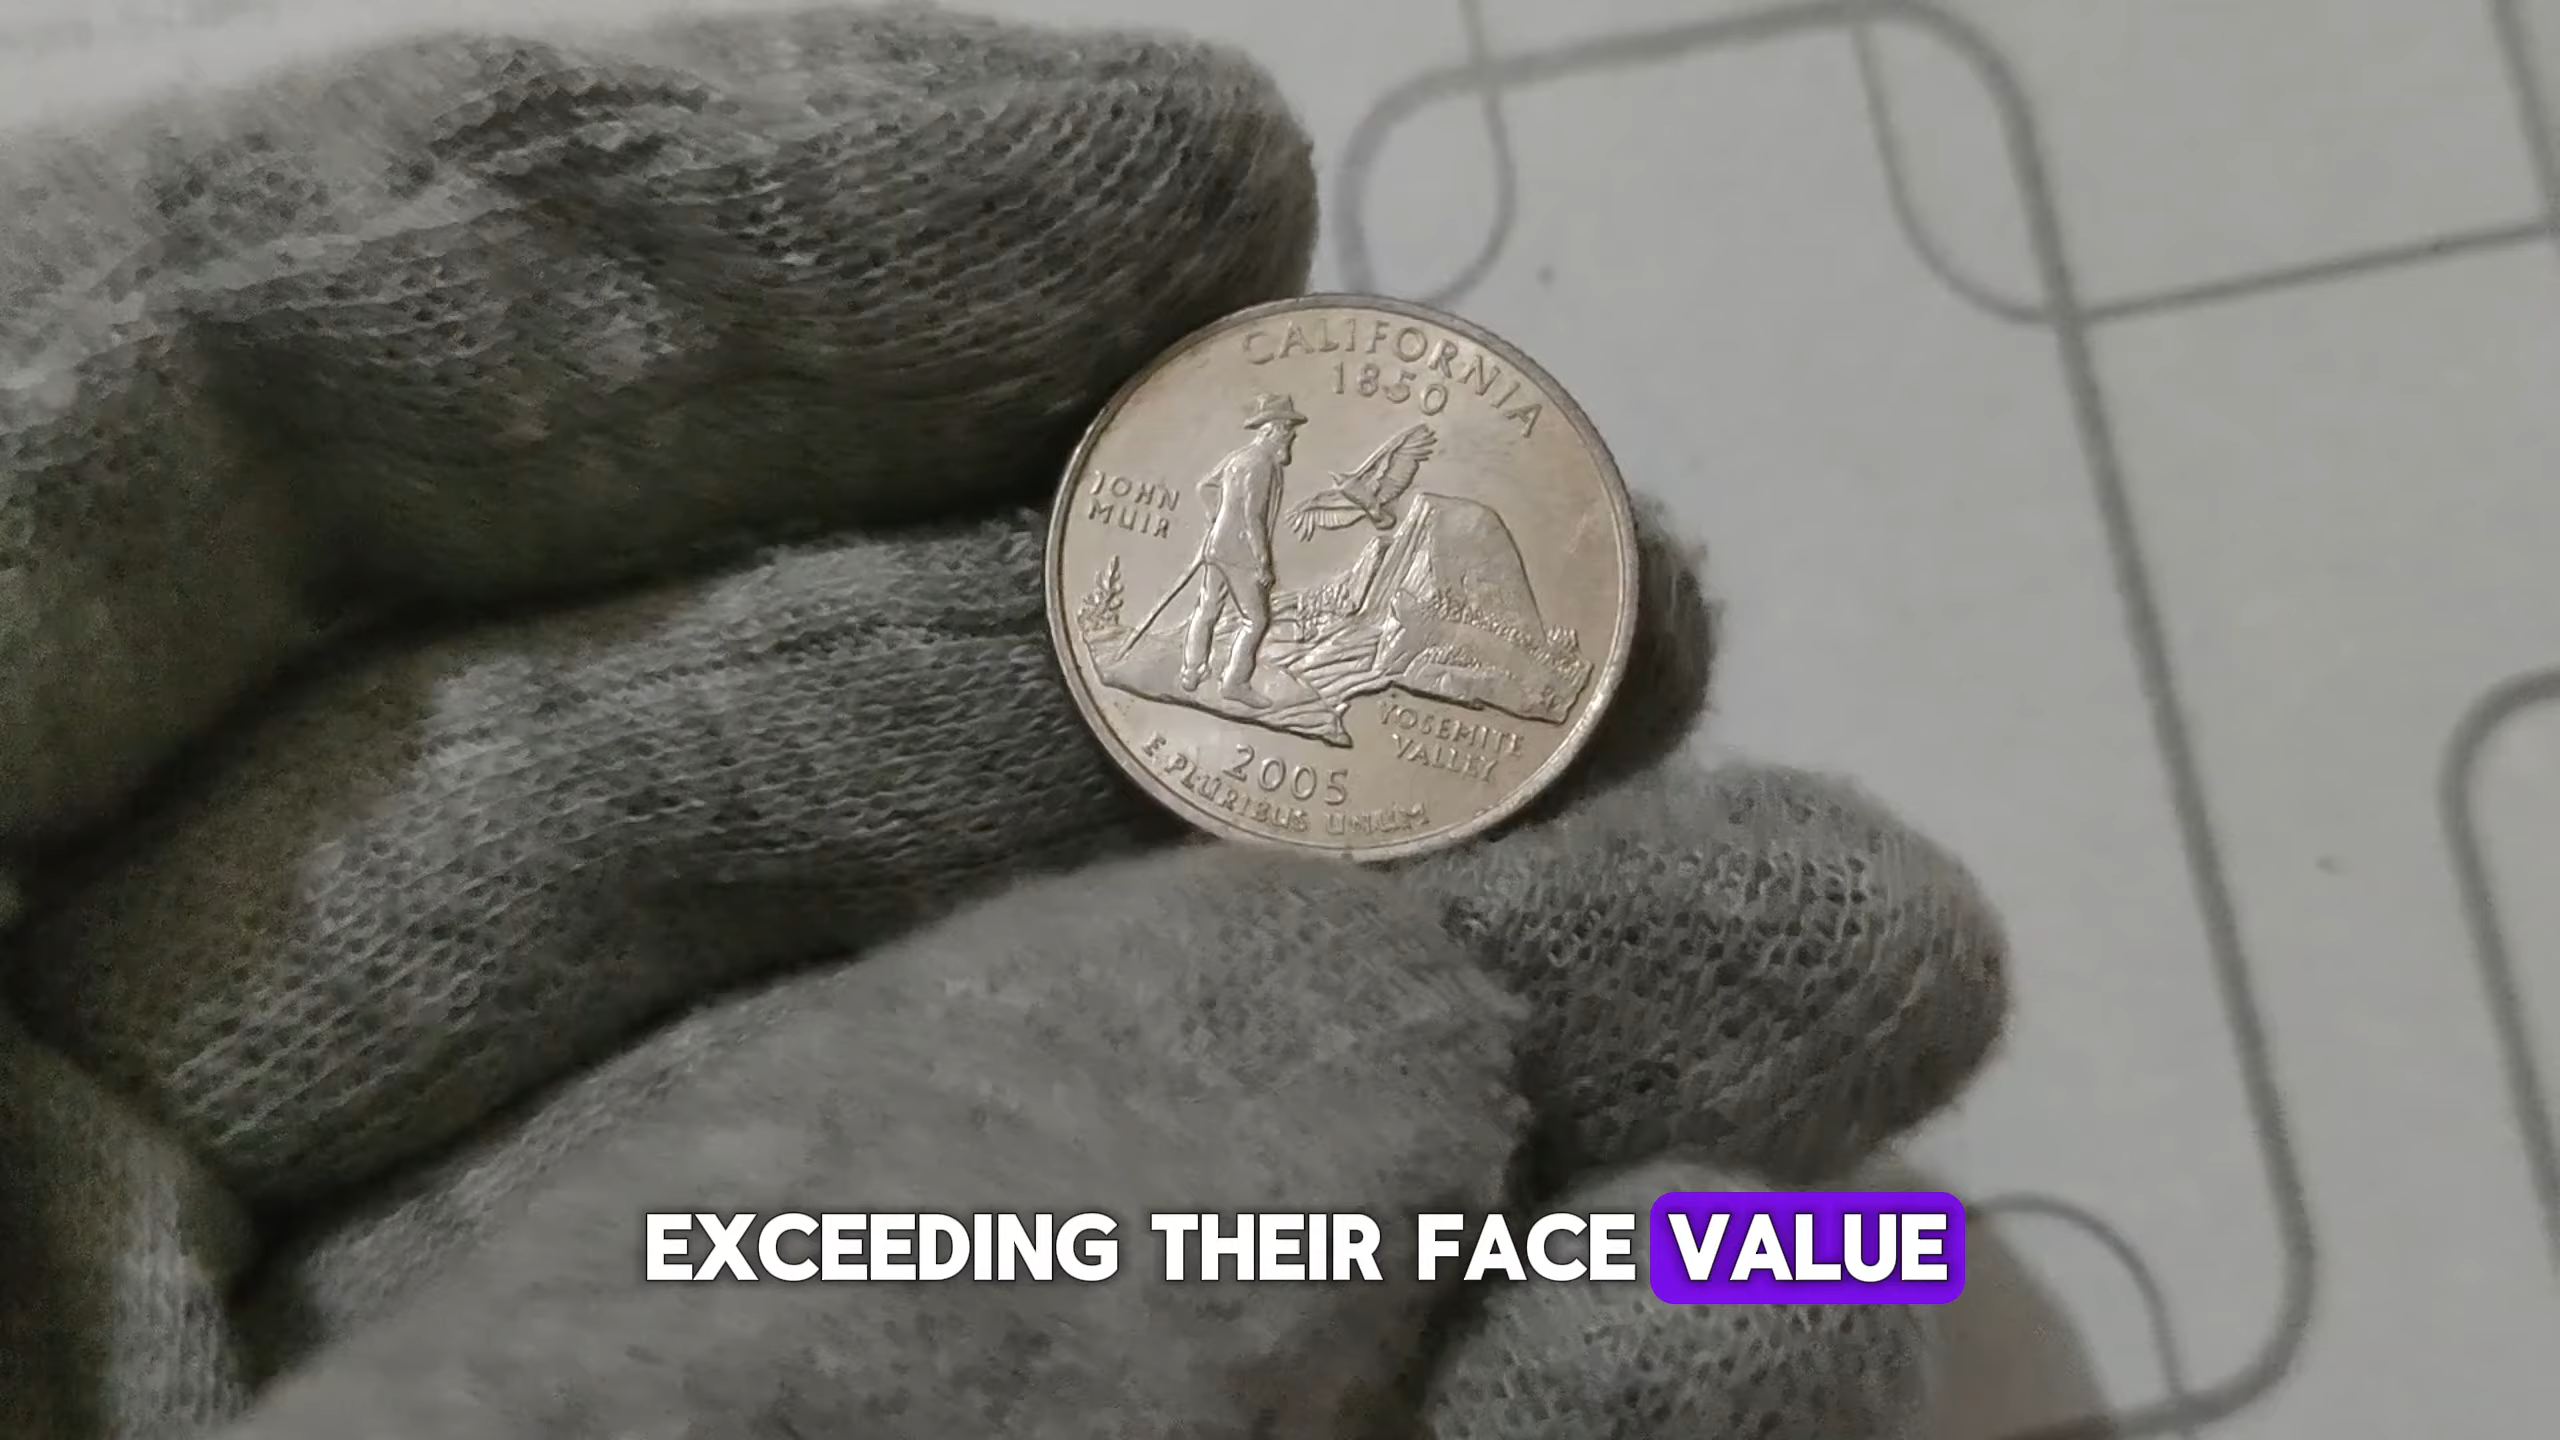 CALIFORNIA
1850
JOHN
MUIR
YOSEMITE
VALLEY
2005
E PLURIBUS UNUM
EXCEEDING THEIR FACE VALUE